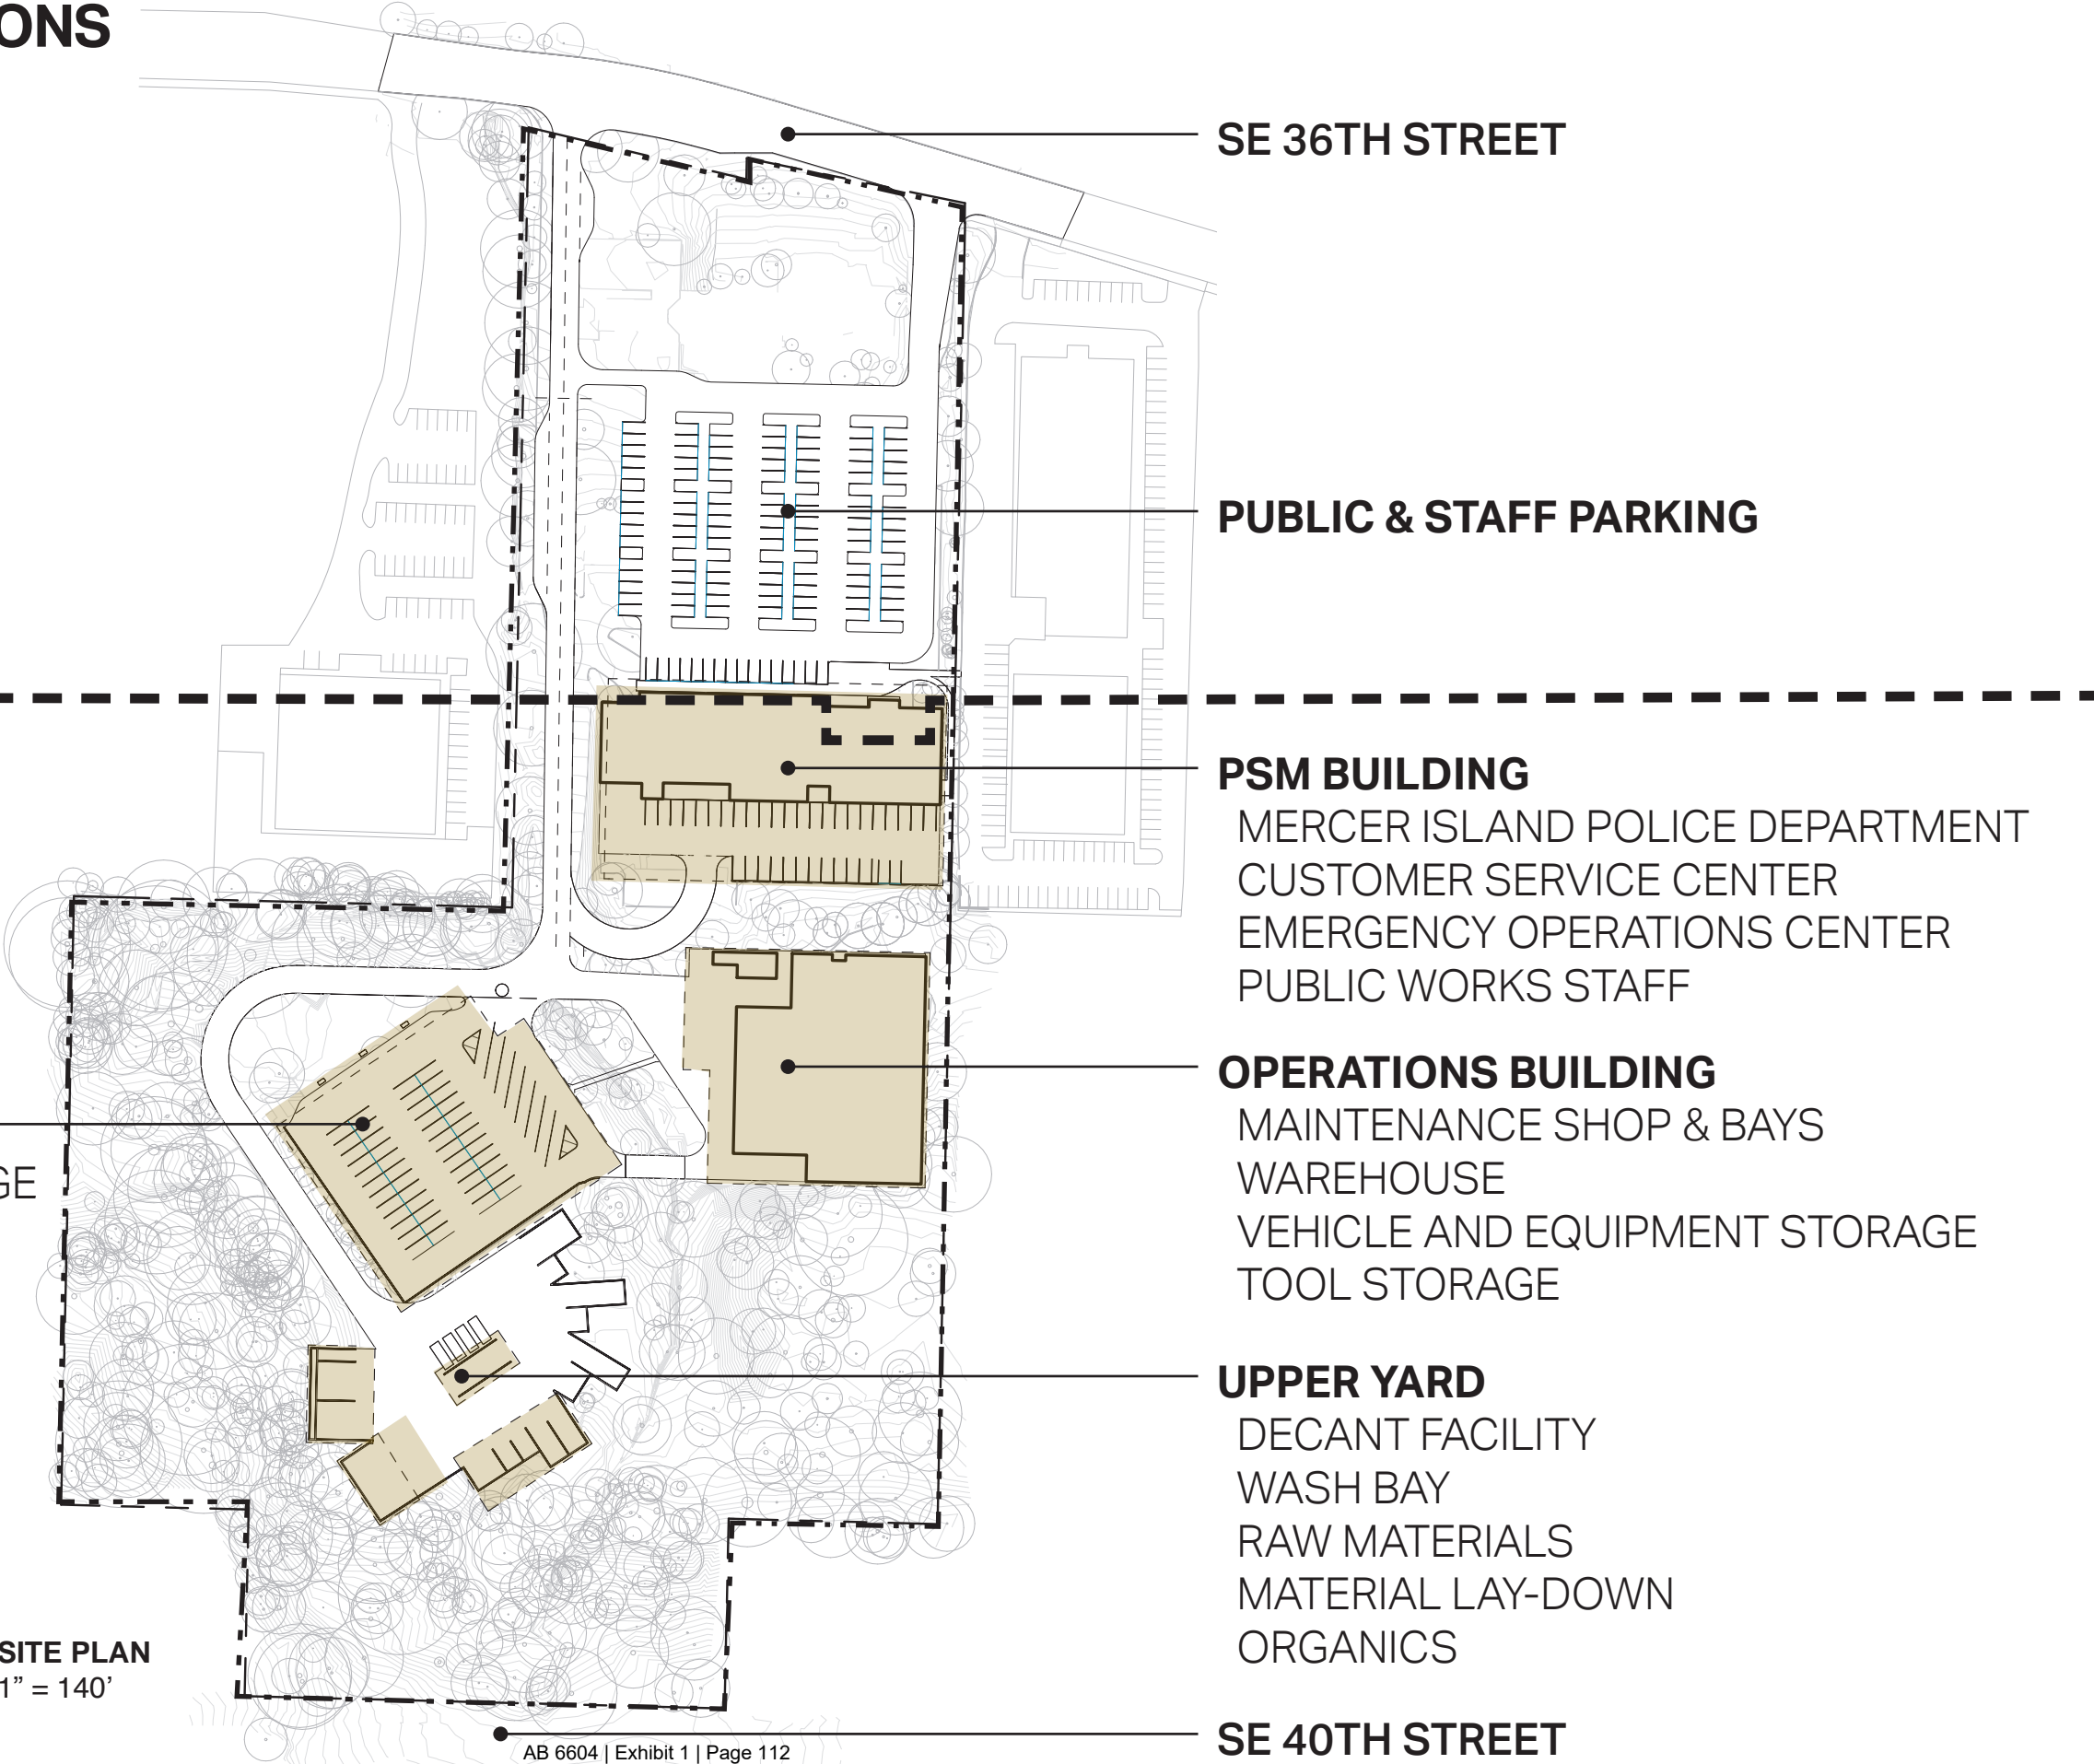 ONS
SE 36TH STREET
PUBLIC & STAFF PARKING
PSM BUILDING
MERCER ISLAND POLICE DEPARTMENT
CUSTOMER SERVICE CENTER
EMERGENCY OPERATIONS CENTER
PUBLIC WORKS STAFF
OPERATIONS BUILDING
MAINTENANCE SHOP & BAYS
WAREHOUSE
VEHICLE AND EQUIPMENT STORAGE
TOOL STORAGE
GE
UPPER YARD
DECANT FACILITY
WASH BAY
RAW MATERIALS
MATERIAL LAY-DOWN
ORGANICS
SITE PLAN
1” = 140’
SE 40TH STREET
AB 6604 | Exhibit 1 | Page 112